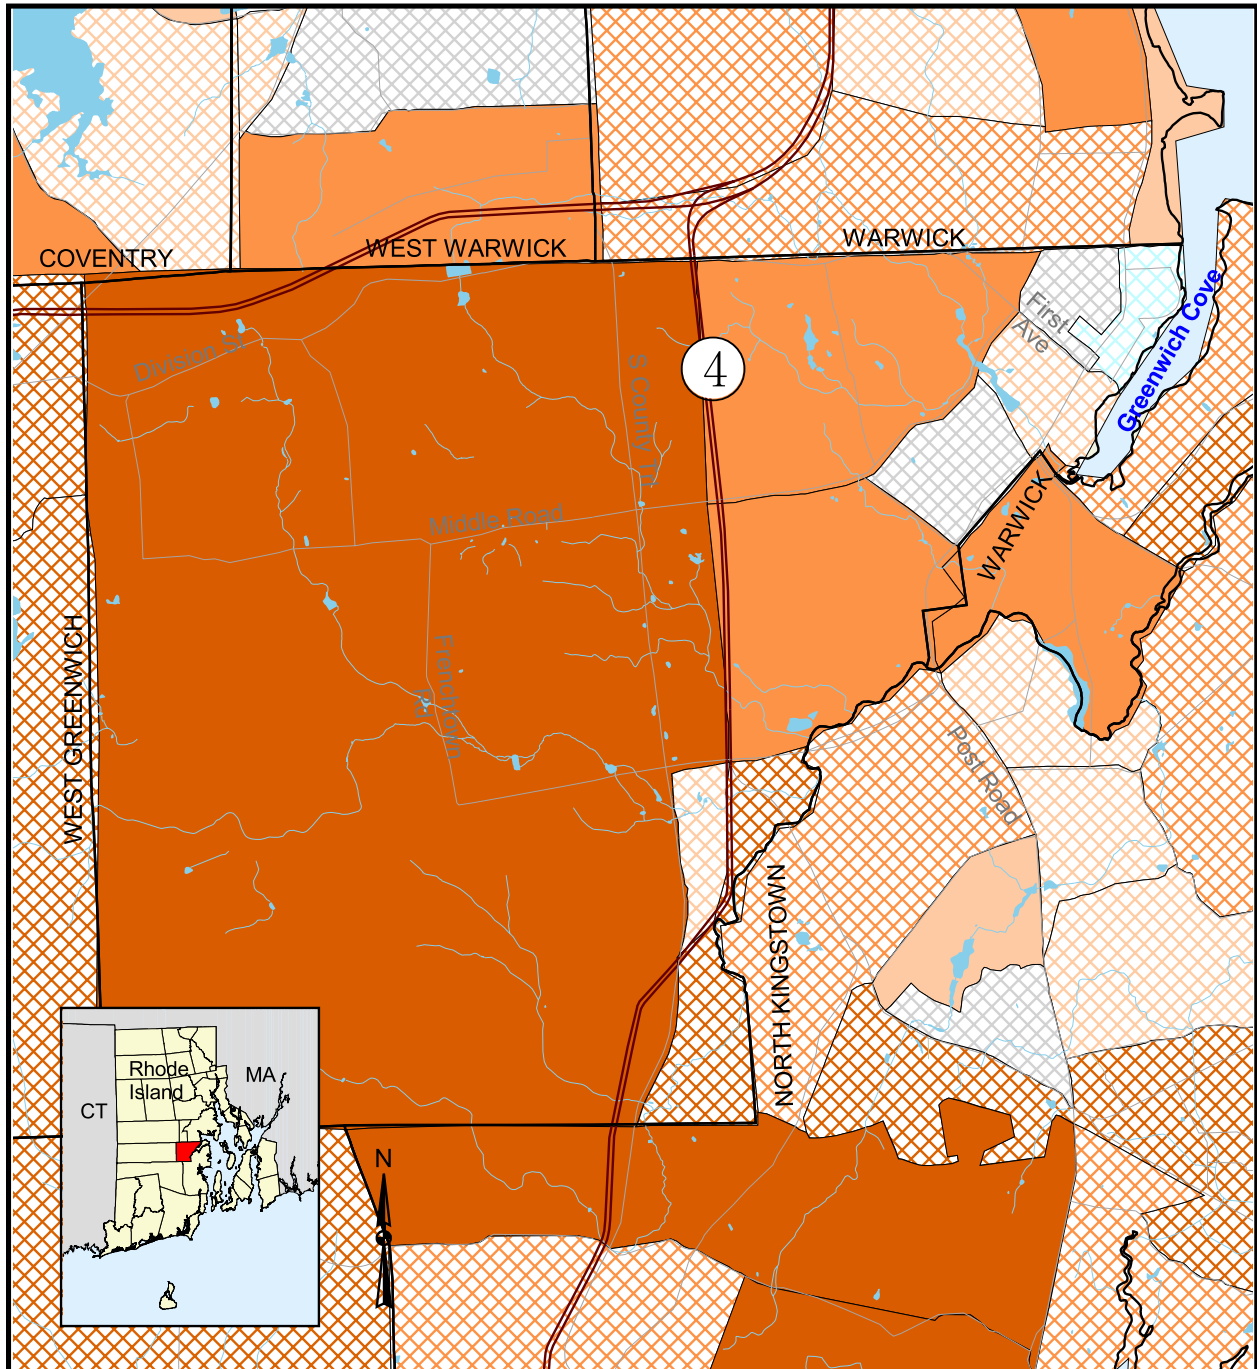 COVENTRY
WEST WARWICK
WARWICK
First
Ave
Greenwich Cove
Division St
S County Trl
4
Middle Road
WARWICK
WEST GREENWICH
Frenchtown
Rd
Post Road
NORTH KINGSTOWN
Rhode
Island
MA
CT
N